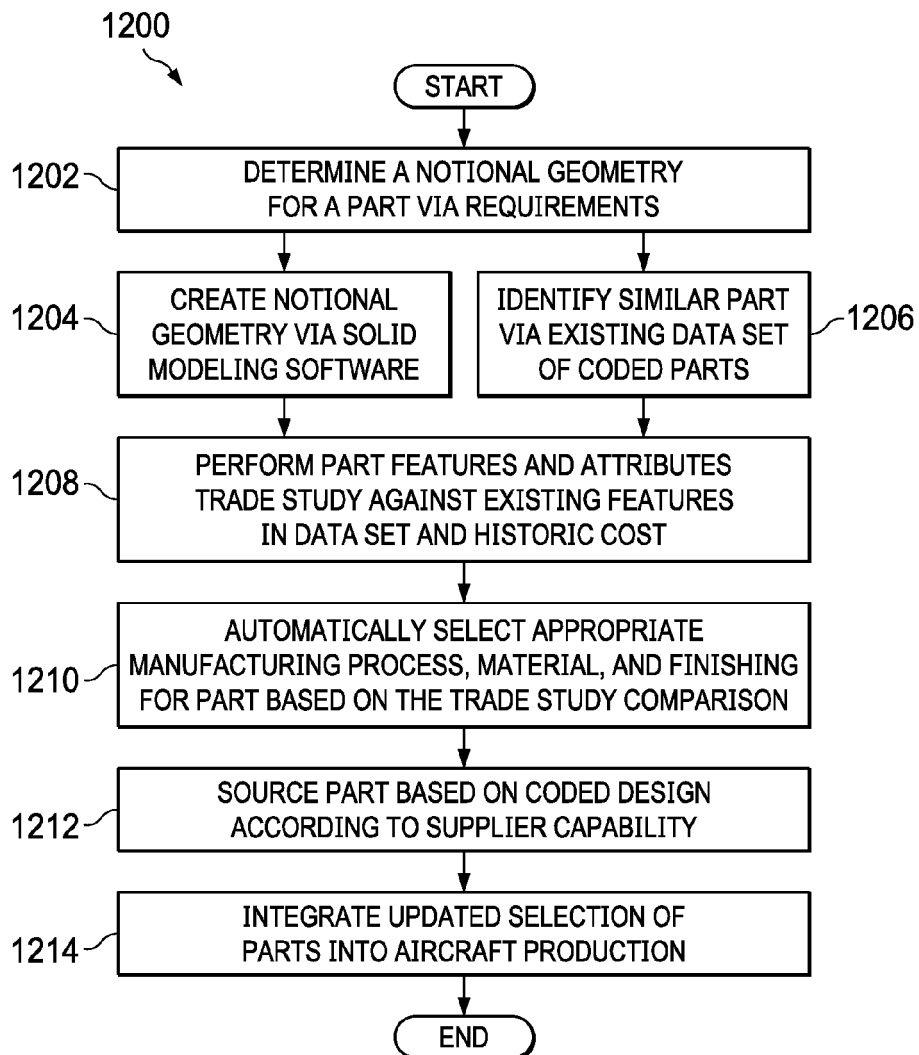 1200
START
1202
DETERMINE A NOTIONAL GEOMETRY
FOR A PART VIA REQUIREMENTS
1204
CREATE NOTIONAL
GEOMETRY VIA SOLID
MODELING SOFTWARE
IDENTIFY SIMILAR PART
VIA EXISTING DATA SET
OF CODED PARTS
1206
1208
PERFORM PART FEATURES AND ATTRIBUTES
TRADE STUDY AGAINST EXISTING FEATURES
IN DATA SET AND HISTORIC COST
1210
AUTOMATICALLY SELECT APPROPRIATE
MANUFACTURING PROCESS, MATERIAL, AND FINISHING
FOR PART BASED ON THE TRADE STUDY COMPARISON
1212
SOURCE PART BASED ON CODED DESIGN
ACCORDING TO SUPPLIER CAPABILITY
1214
INTEGRATE UPDATED SELECTION OF
PARTS INTO AIRCRAFT PRODUCTION
END